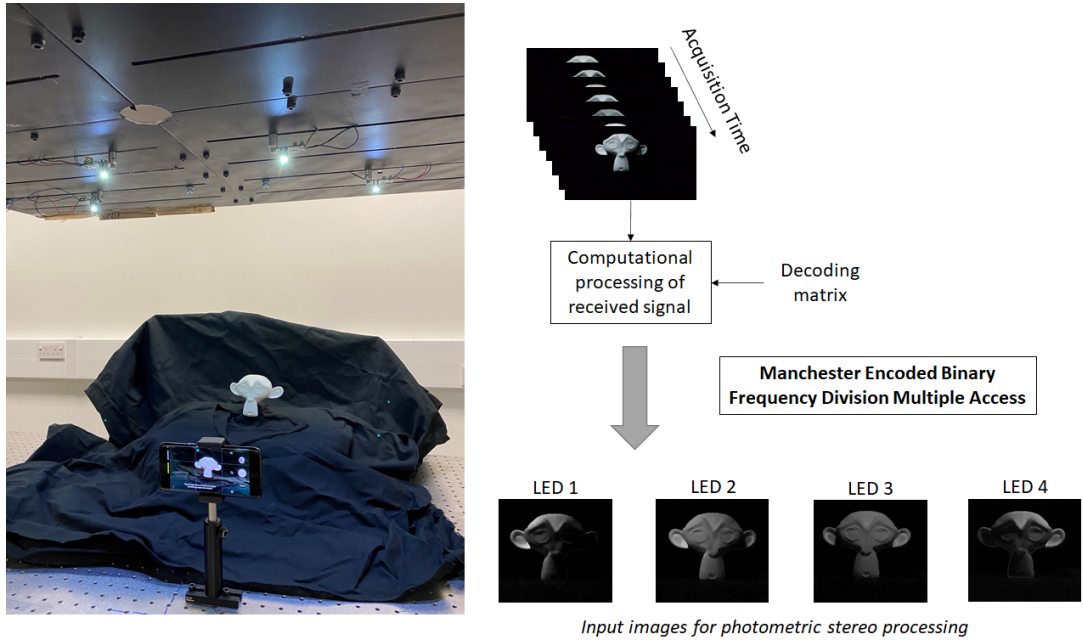 Acquisition Time
Computational
processing of
received signal
Decoding
matrix
Manchester Encoded Binary
Frequency Division Multiple Access
LED 1
LED 2
LED 3
LED 4
Input images for photometric stereo processing